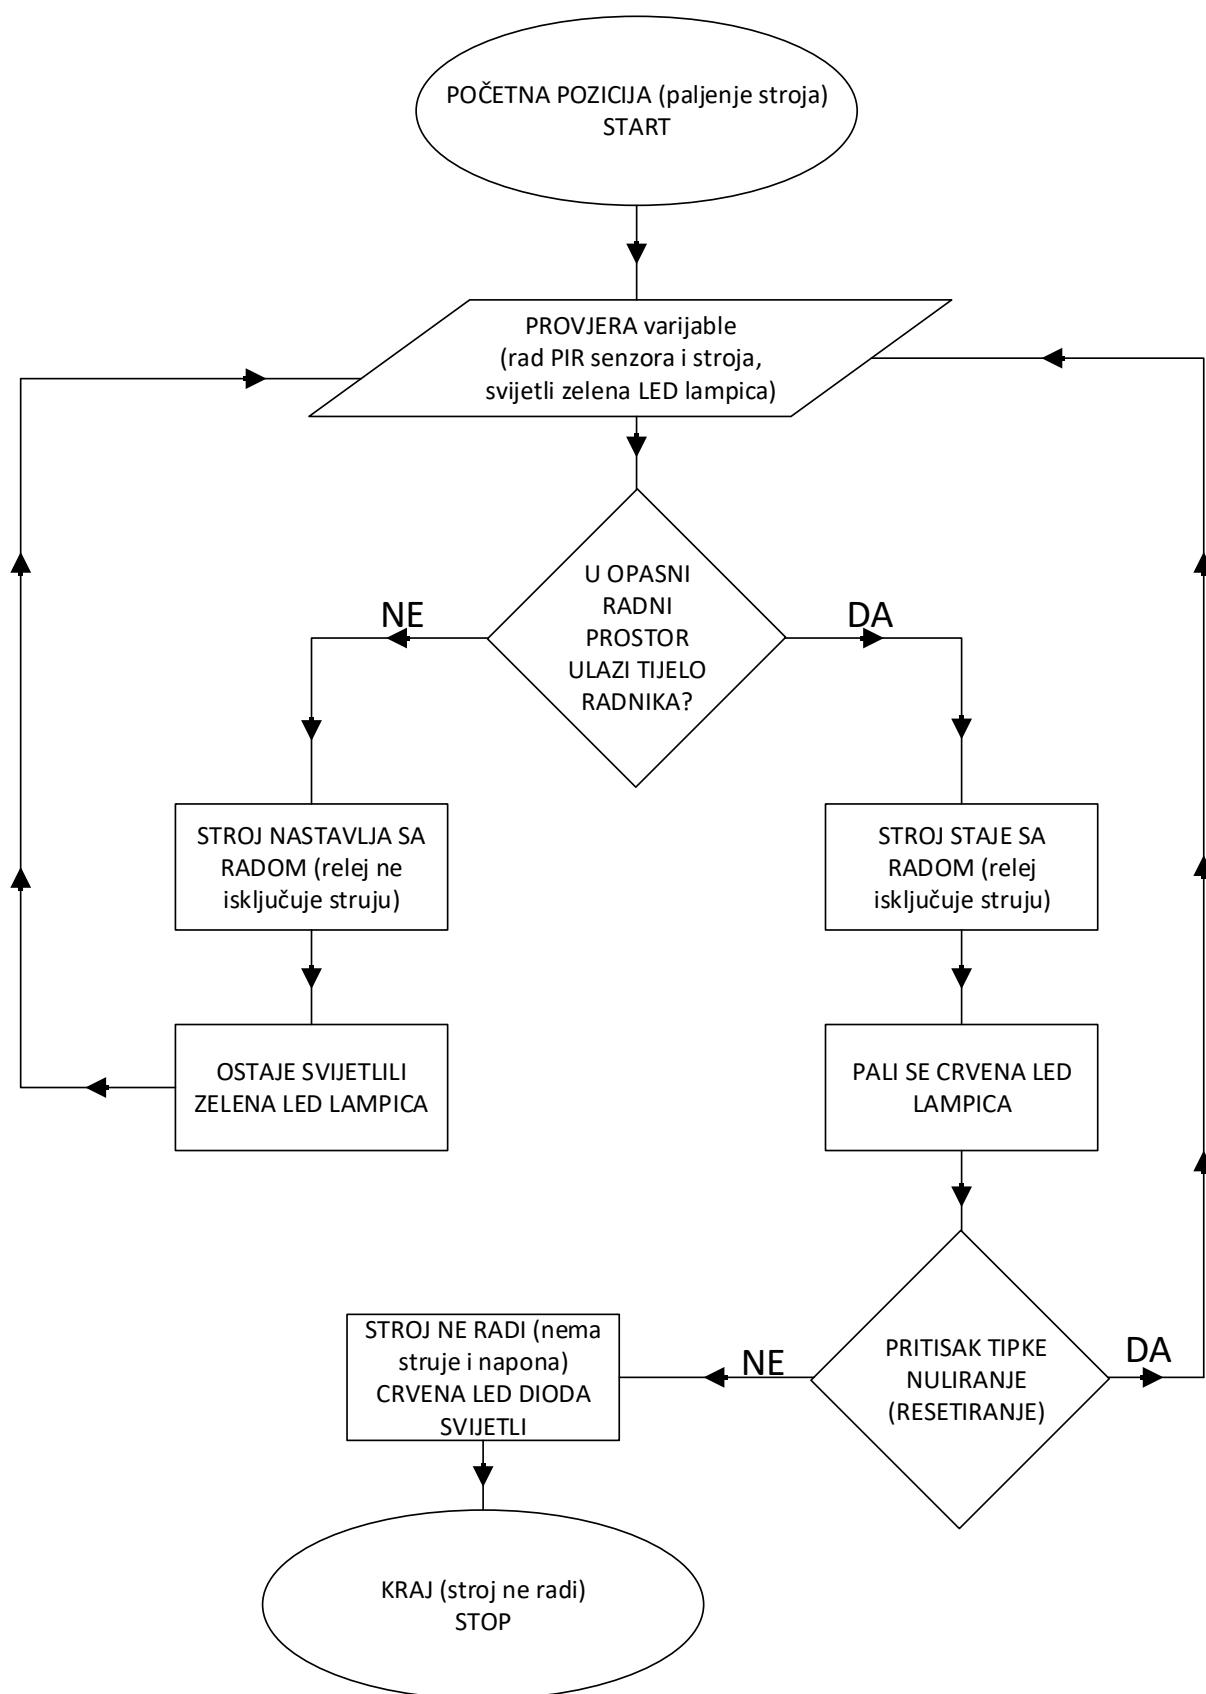 POČETNA POZICIJA (paljenje stroja)
START
PROVJERA varijable
(rad PIR senzora i stroja,
svijetli zelena LED lampica)
U OPASNI
RADNI
PROSTOR
ULAZI TIJELO
RADNIKA?
NE
DA
STROJ NASTAVLJA SA
RADOM (relej ne
isključuje struju)
STROJ STAJE SA
RADOM (relej
isključuje struju)
OSTAJE SVIJETLILI
ZELENA LED LAMPICA
PALI SE CRVENA LED
LAMPICA
PRITISAK TIPKE
NULIRANJE
(RESETIRANJE)
NE
DA
STROJ NE RADI (nema
struje i napona)
CRVENA LED DIODA
SVIJETLI
KRAJ (stroj ne radi)
STOP